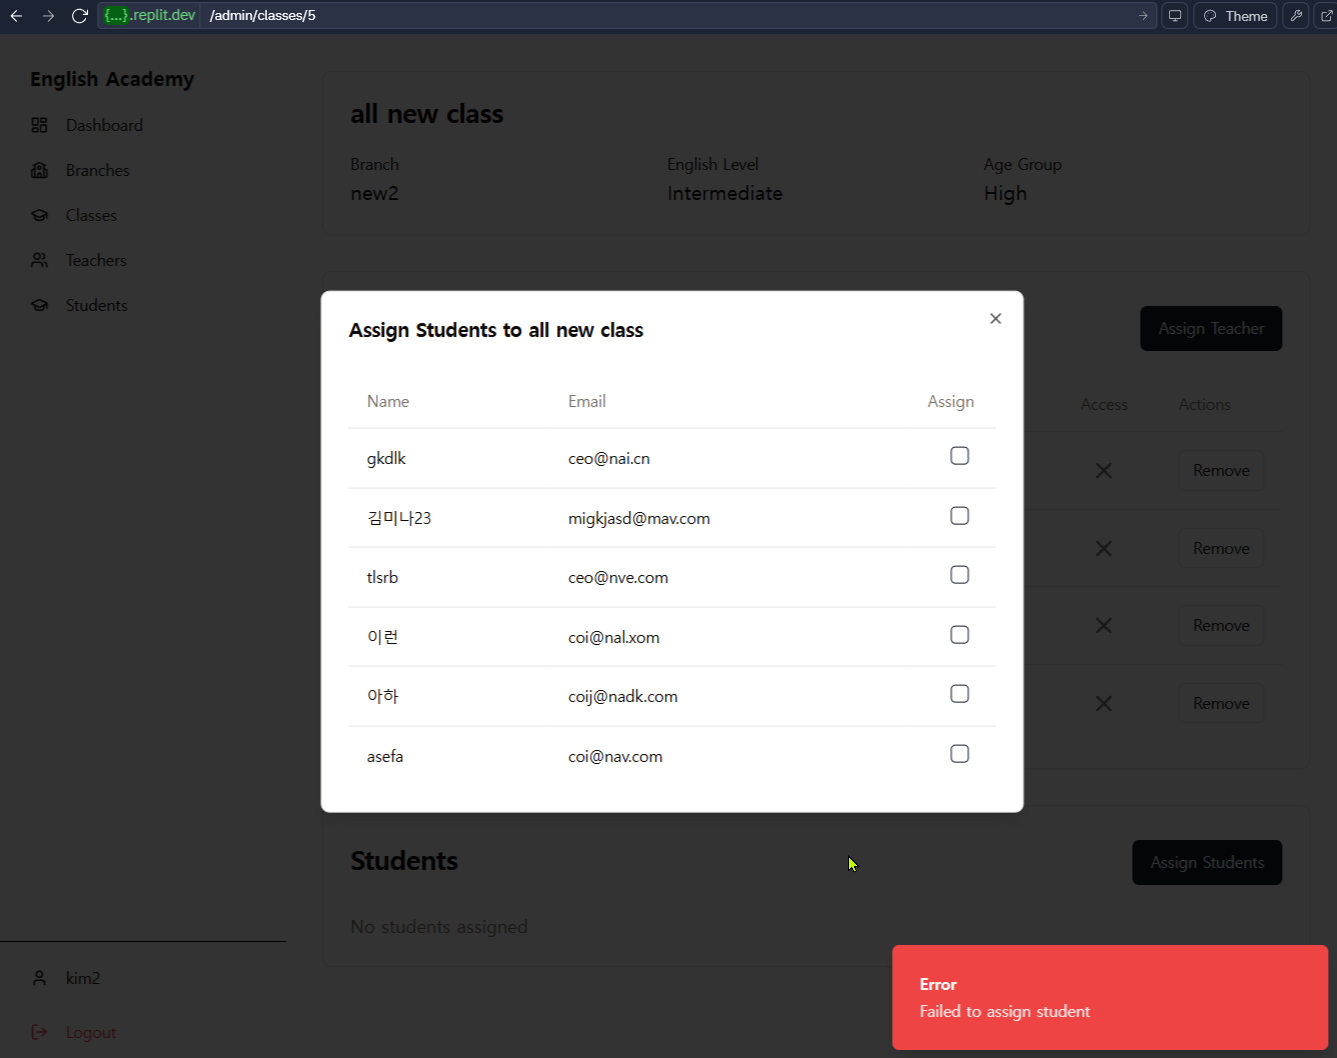 {...}.replit.dev /admin/classes/5 Theme
English Academy
Dashboard
Branches
Classes
Teachers
Students
all new class
Branch English Level Age Group
new2 Intermediate High
Assign Teacher
Access Actions
Remove
Remove
Remove
Remove
Assign Students to all new class
Name Email Assign
gkdlk ceo@nai.cn
김미나23 migkjasd@mav.com
tlsrb ceo@nve.com
이런 coi@nal.xom
아하 coij@nadk.com
asefa coi@nav.com
Students
Assign Students
No students assigned
kim2
Logout
Error
Failed to assign student